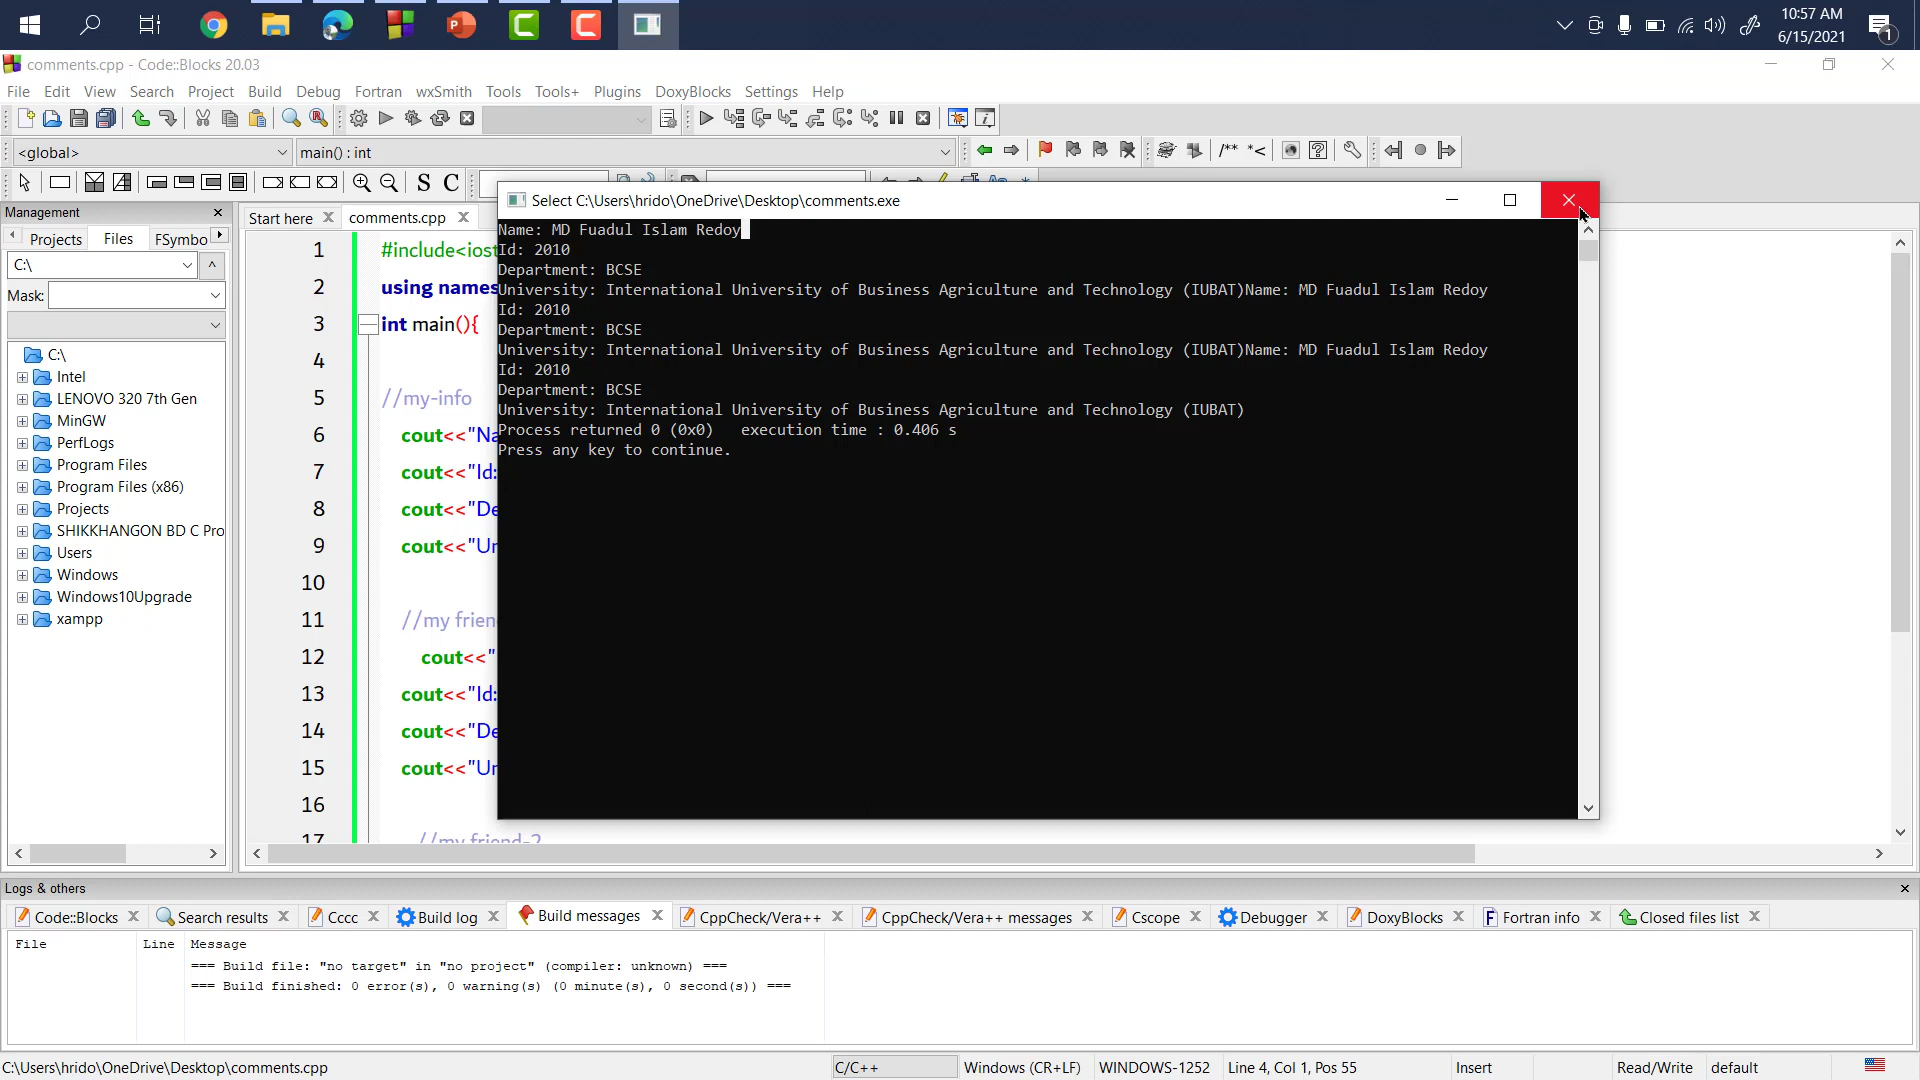 10:57 AM
6/15/2021
1
comments.cpp - Code::Blocks 20.03
File Edit View Search Project Build Debug Fortran wxSmith Tools Tools+ Plugins DoxyBlocks Settings Help
<global>
main() : int
/** *<
S C
Management
Projects Files FSymbo
C:\
^
Mask:
C:\
Intel
LENOVO 320 7th Gen
MinGW
PerfLogs
Program Files
Program Files (x86)
Projects
SHIKKHANGON BD C Pro
Users
Windows
Windows10Upgrade
xampp
Start here comments.cpp
1 #include<iost
2 using names
3 int main(){
4
5 //my-info
6 cout<<"Na
7 cout<<"Id:
8 cout<<"De
9 cout<<"Un
10
11 //my frien
12 cout<<"
13 cout<<"Id:
14 cout<<"De
15 cout<<"Un
16
17 //my friend-2
Select C:\Users\hrido\OneDrive\Desktop\comments.exe
Name: MD Fuadul Islam Redoy
Id: 2010
Department: BCSE
University: International University of Business Agriculture and Technology (IUBAT)Name: MD Fuadul Islam Redoy
Id: 2010
Department: BCSE
University: International University of Business Agriculture and Technology (IUBAT)Name: MD Fuadul Islam Redoy
Id: 2010
Department: BCSE
University: International University of Business Agriculture and Technology (IUBAT)
Process returned 0 (0x0)   execution time : 0.406 s
Press any key to continue.
Logs & others
Code::Blocks Search results Cccc Build log Build messages CppCheck/Vera++ CppCheck/Vera++ messages Cscope Debugger DoxyBlocks Fortran info Closed files list
File Line Message
=== Build file: "no target" in "no project" (compiler: unknown) ===
=== Build finished: 0 error(s), 0 warning(s) (0 minute(s), 0 second(s)) ===
C:\Users\hrido\OneDrive\Desktop\comments.cpp C/C++ Windows (CR+LF) WINDOWS-1252 Line 4, Col 1, Pos 55 Insert Read/Write default